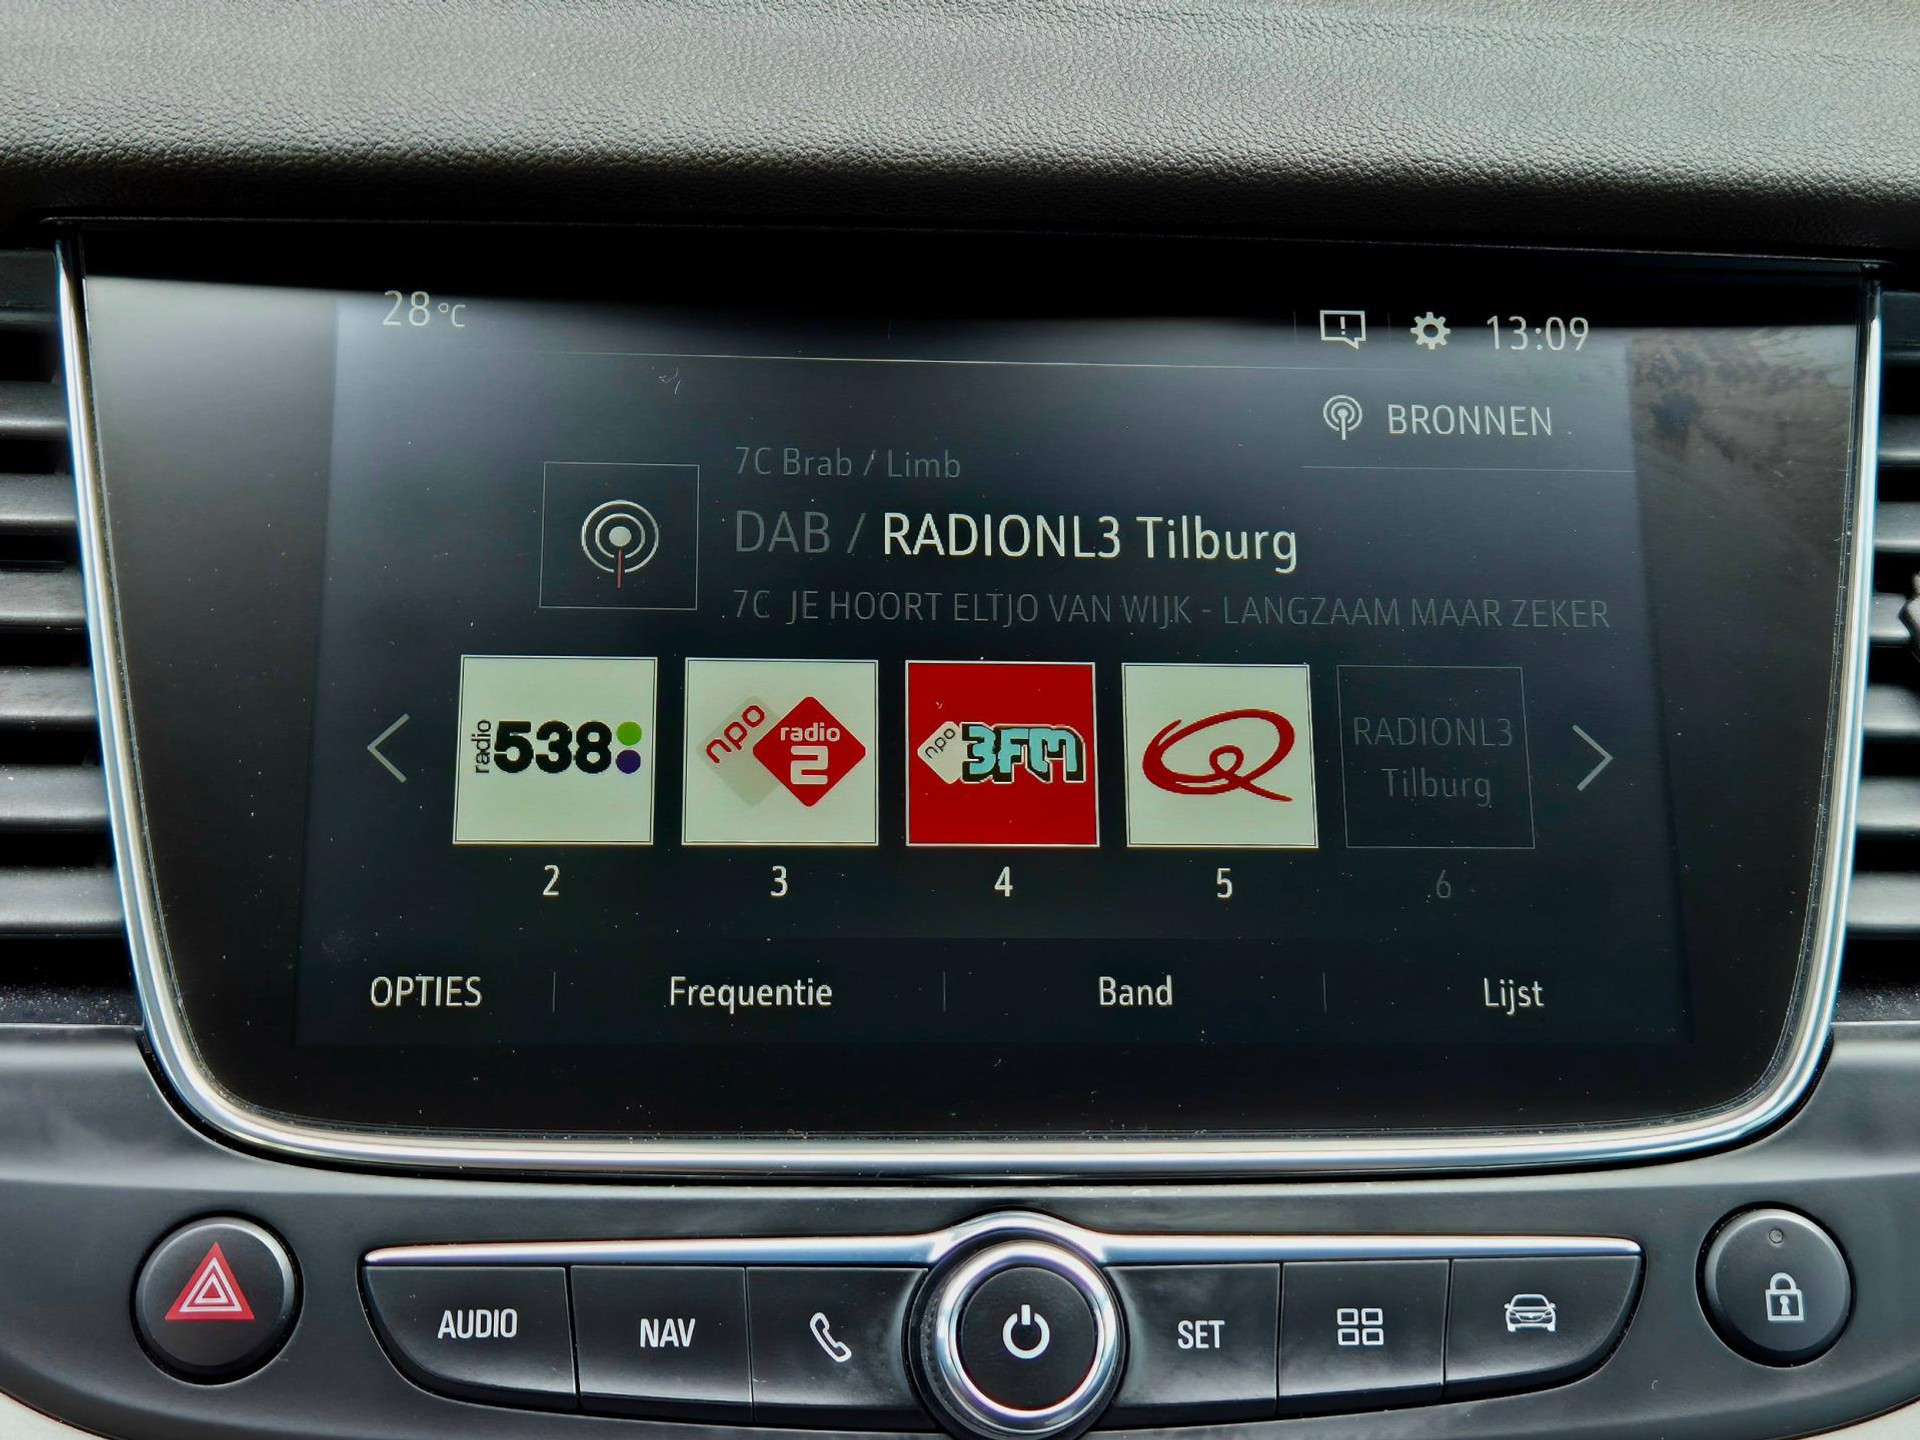 28 °C
13:09
BRONNEN
7C Brab / Limb
DAB / RADIONL3 Tilburg
7C JE HOORT ELTJO VAN WIJK - LANGZAAM MAAR ZEKER
radio 538
npo radio 2
npo 3FM
Q
RADIONL3
Tilburg
2
3
4
5
6
OPTIES
Frequentie
Band
Lijst
AUDIO
NAV
SET